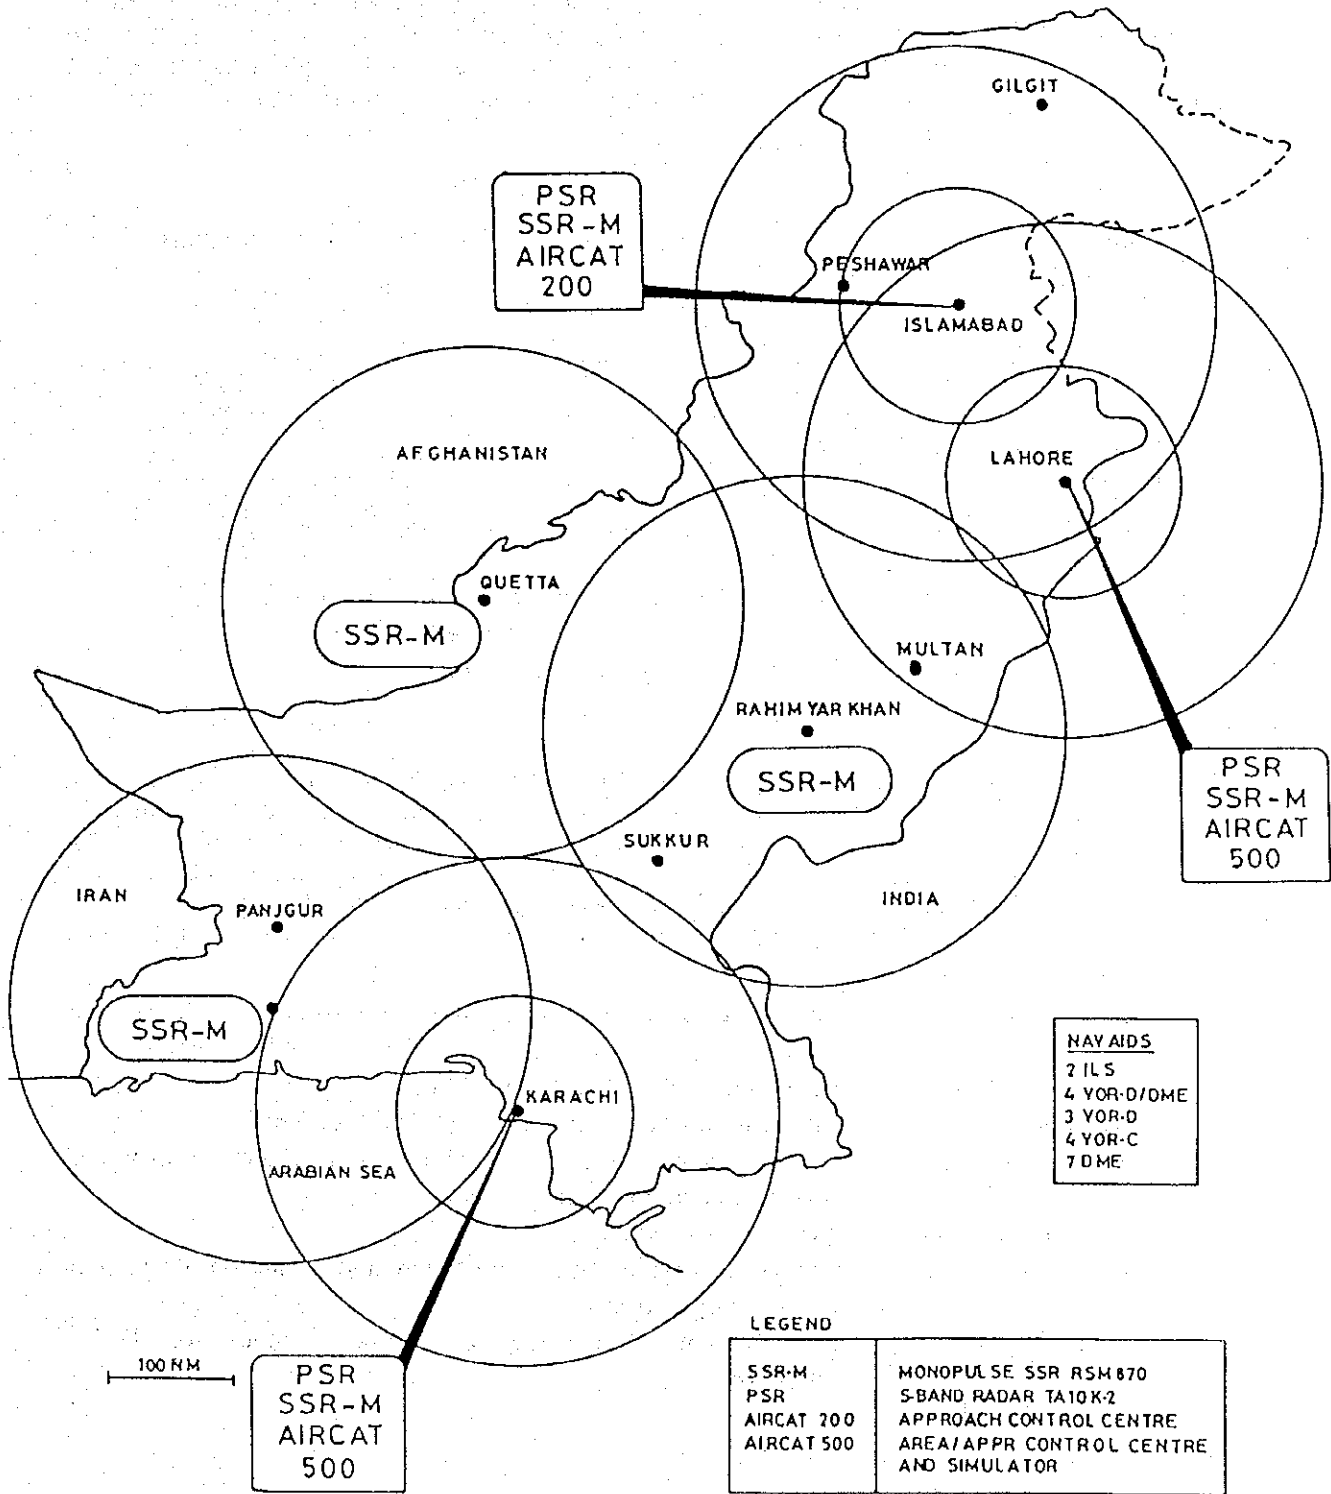 GILGIT
PSR
SSR-M
AIRCAT
200
PESHAWAR
ISLAMABAD
AFGHANISTAN
LAHORE
QUETTA
SSR-M
MULTAN
RAHIM YAR KHAN
SSR-M
PSR
SSR-M
AIRCAT
500
SUKKUR
IRAN
PANJGUR
INDIA
SSR-M
KARACHI
ARABIAN SEA
NAV AIDS
2 ILS
4 VOR-D/DME
3 VOR-D
4 VOR-C
7 DME
100 NM
PSR
SSR-M
AIRCAT
500
LEGEND
SSR-M MONOPULSE SSR RSM 870
PSR S-BAND RADAR TA10 K-2
AIRCAT 200 APPROACH CONTROL CENTRE
AIRCAT 500 AREA/APPR CONTROL CENTRE
AND SIMULATOR